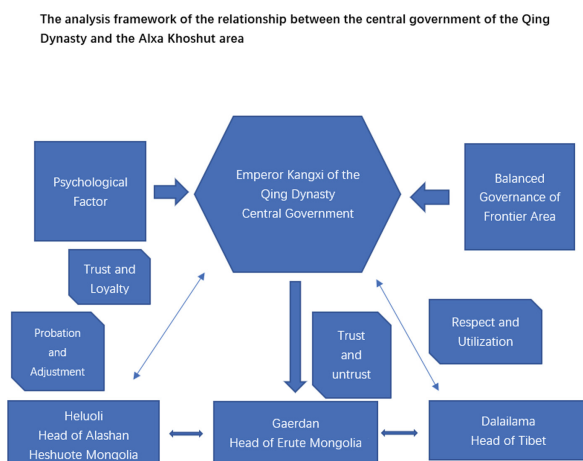 The analysis framework of the relationship between the central government of the Qing
Dynasty and the Alxa Khoshut area
Psychological
Factor
Emperor Kangxi of the
Qing Dynasty
Central Government
Balanced
Governance of
Frontier Area
Trust and
Loyalty
Probation
and
Adjustment
Trust
and
untrust
Respect and
Utilization
Heluoli
Head of Alashan
Heshuote Mongolia
Gaerdan
Head of Erute Mongolia
Dalailama
Head of Tibet